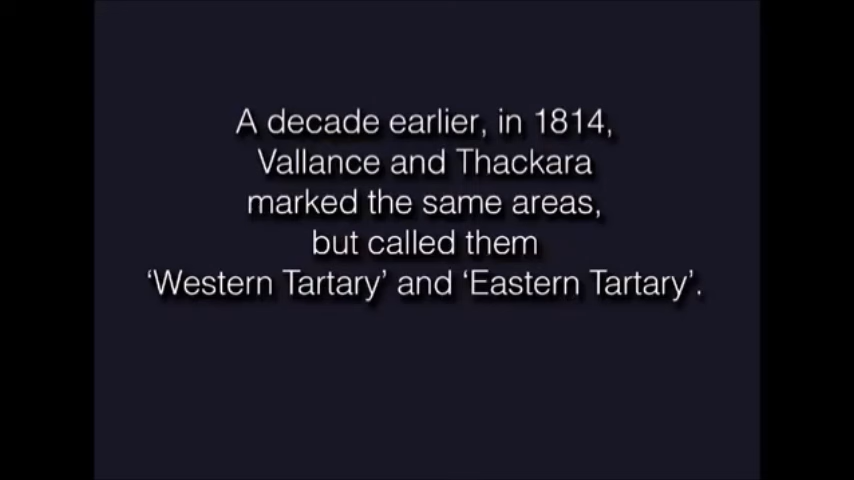 A decade earlier, in 1814,
Vallance and Thackara
marked the same areas,
but called them
‘Western Tartary’ and ‘Eastern Tartary’.